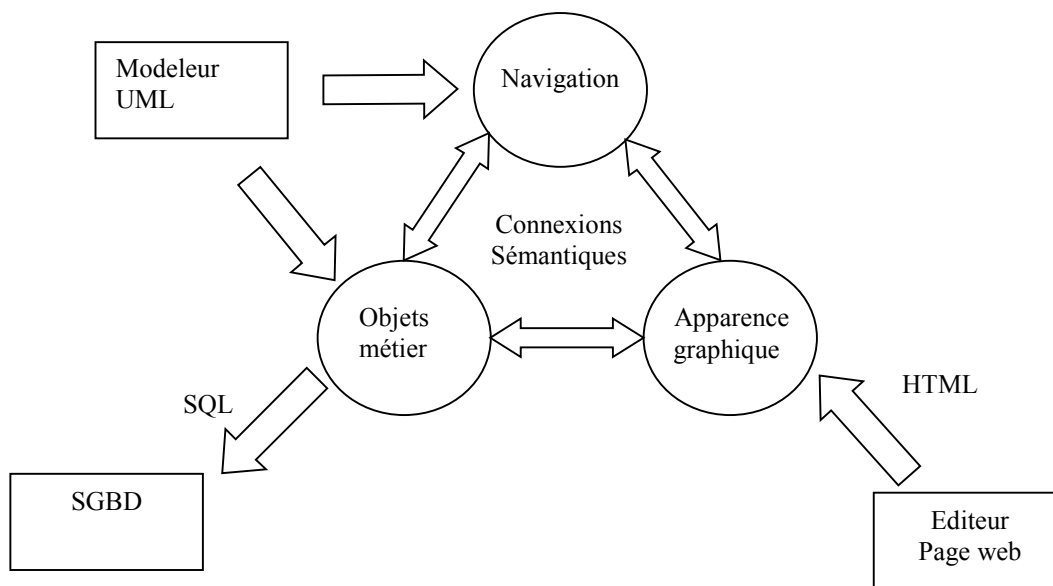 Modeleur
UML
Navigation
Connexions
Sémantiques
Objets
métier
Apparence
graphique
SQL
HTML
SGBD
Editeur
Page web